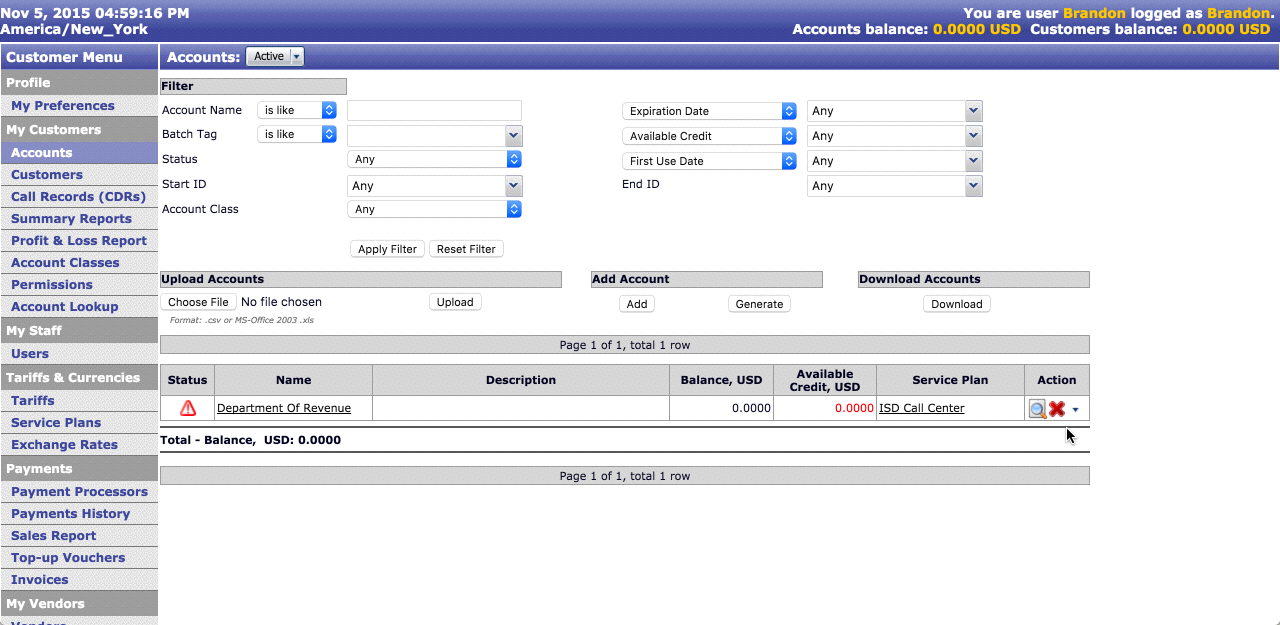 Nov 5, 2015 04:59:16 PM
America/New_York
You are user Brandon logged as Brandon.
Accounts balance: 0.0000 USD Customers balance: 0.0000 USD
Customer Menu
Profile
My Preferences
My Customers
Accounts
Customers
Call Records (CDRs)
Summary Reports
Profit & Loss Report
Account Classes
Permissions
Account Lookup
My Staff
Users
Tariffs & Currencies
Tariffs
Service Plans
Exchange Rates
Payments
Payment Processors
Payments History
Sales Report
Top-up Vouchers
Invoices
My Vendors
Vendors
Accounts: Active
Filter
Account Name is like Expiration Date Any
Batch Tag is like Available Credit Any
Status Any First Use Date Any
Start ID Any End ID Any
Account Class Any
Apply Filter Reset Filter
Upload Accounts Add Account Download Accounts
Choose File No file chosen Upload Add Generate Download
Format: .csv or MS-Office 2003 .xls
Page 1 of 1, total 1 row
Status Name Description Balance, USD Available Credit, USD Service Plan Action
Department Of Revenue 0.0000 0.0000 ISD Call Center
Total - Balance, USD: 0.0000
Page 1 of 1, total 1 row